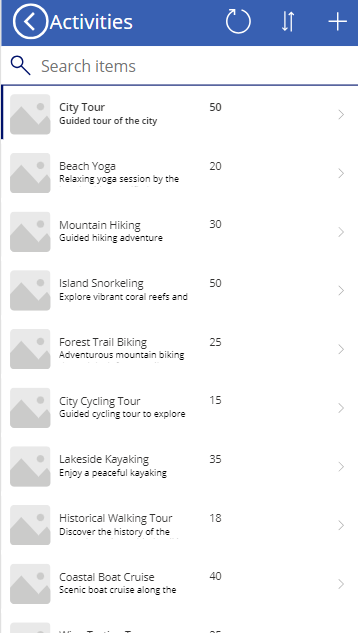 Activities
Search items
City Tour 50
Guided tour of the city
Beach Yoga 20
Relaxing yoga session by the
Mountain Hiking 30
Guided hiking adventure
Island Snorkeling 50
Explore vibrant coral reefs and
Forest Trail Biking 25
Adventurous mountain biking
City Cycling Tour 15
Guided cycling tour to explore
Lakeside Kayaking 35
Enjoy a peaceful kayaking
Historical Walking Tour 18
Discover the history of the
Coastal Boat Cruise 40
Scenic boat cruise along the